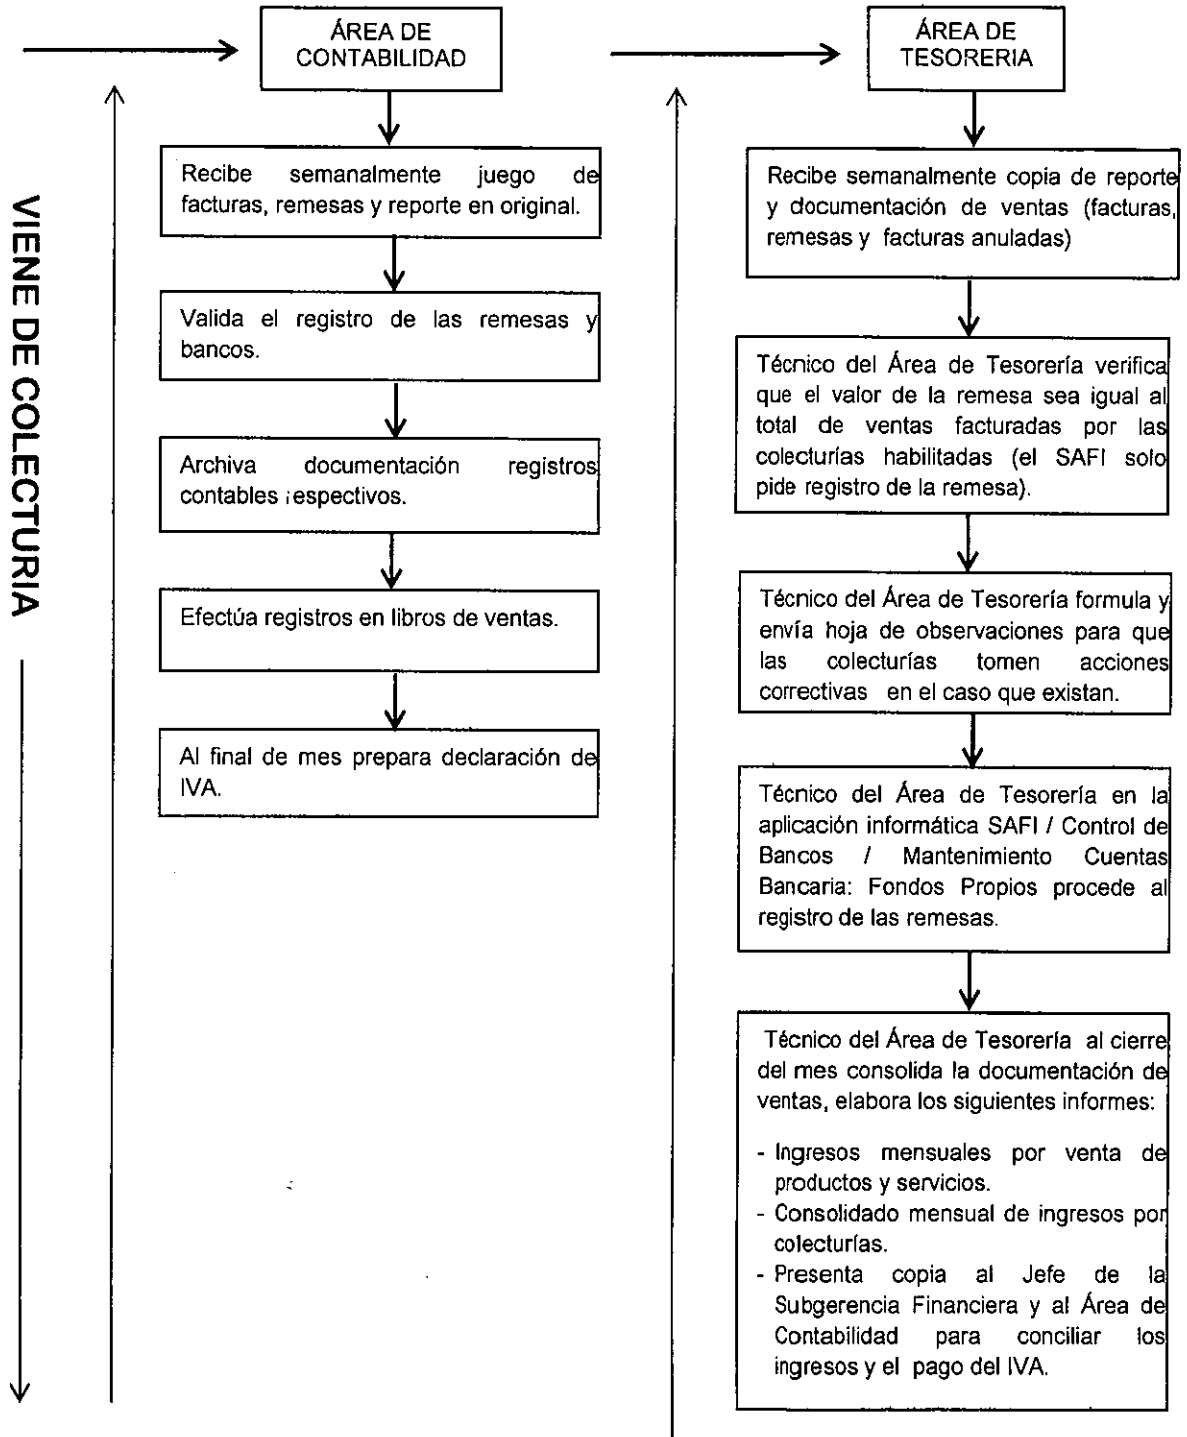 VIENE DE COLECTURIA
ÁREA DE
CONTABILIDAD
Recibe semanalmente juego de
facturas, remesas y reporte en original.
Valida el registro de las remesas y
bancos.
Archiva documentación registros
contables respectivos.
Efectúa registros en libros de ventas.
Al final de mes prepara declaración de
IVA.
ÁREA DE
TESORERIA
Recibe semanalmente copia de reporte
y documentación de ventas (facturas,
remesas y facturas anuladas)
Técnico del Área de Tesorería verifica
que el valor de la remesa sea igual al
total de ventas facturadas por las
colecturías habilitadas (el SAFI solo
pide registro de la remesa).
Técnico del Área de Tesorería formula y
envía hoja de observaciones para que
las colecturías tomen acciones
correctivas en el caso que existan.
Técnico del Área de Tesorería en la
aplicación informática SAFI / Control de
Bancos / Mantenimiento Cuentas
Bancaria: Fondos Propios procede al
registro de las remesas.
Técnico del Área de Tesorería al cierre
del mes consolida la documentación de
ventas, elabora los siguientes informes:
- Ingresos mensuales por venta de
productos y servicios.
- Consolidado mensual de ingresos por
colecturías.
- Presenta copia al Jefe de la
Subgerencia Financiera y al Área de
Contabilidad para conciliar los
ingresos y el pago del IVA.